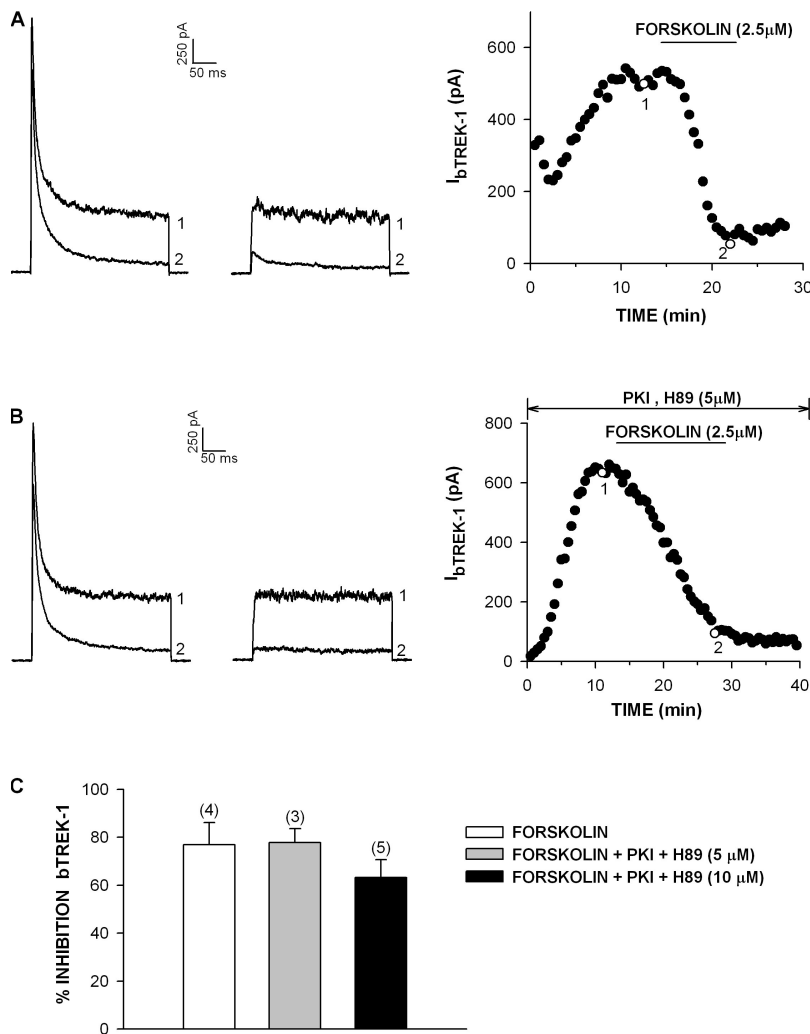 A
250 pA
50 ms
1
2
1
2
FORSKOLIN (2.5μM)
600
400
200
0
IbTREK-1 (pA)
1
2
0
10
20
30
TIME (min)
B
250 pA
50 ms
1
2
1
2
PKI , H89 (5μM)
FORSKOLIN (2.5μM)
800
600
400
200
0
IbTREK-1 (pA)
1
2
0
10
20
30
40
TIME (min)
C
100
80
60
40
20
0
% INHIBITION bTREK-1
(4)
(3)
(5)
FORSKOLIN
FORSKOLIN + PKI + H89 (5 μM)
FORSKOLIN + PKI + H89 (10 μM)